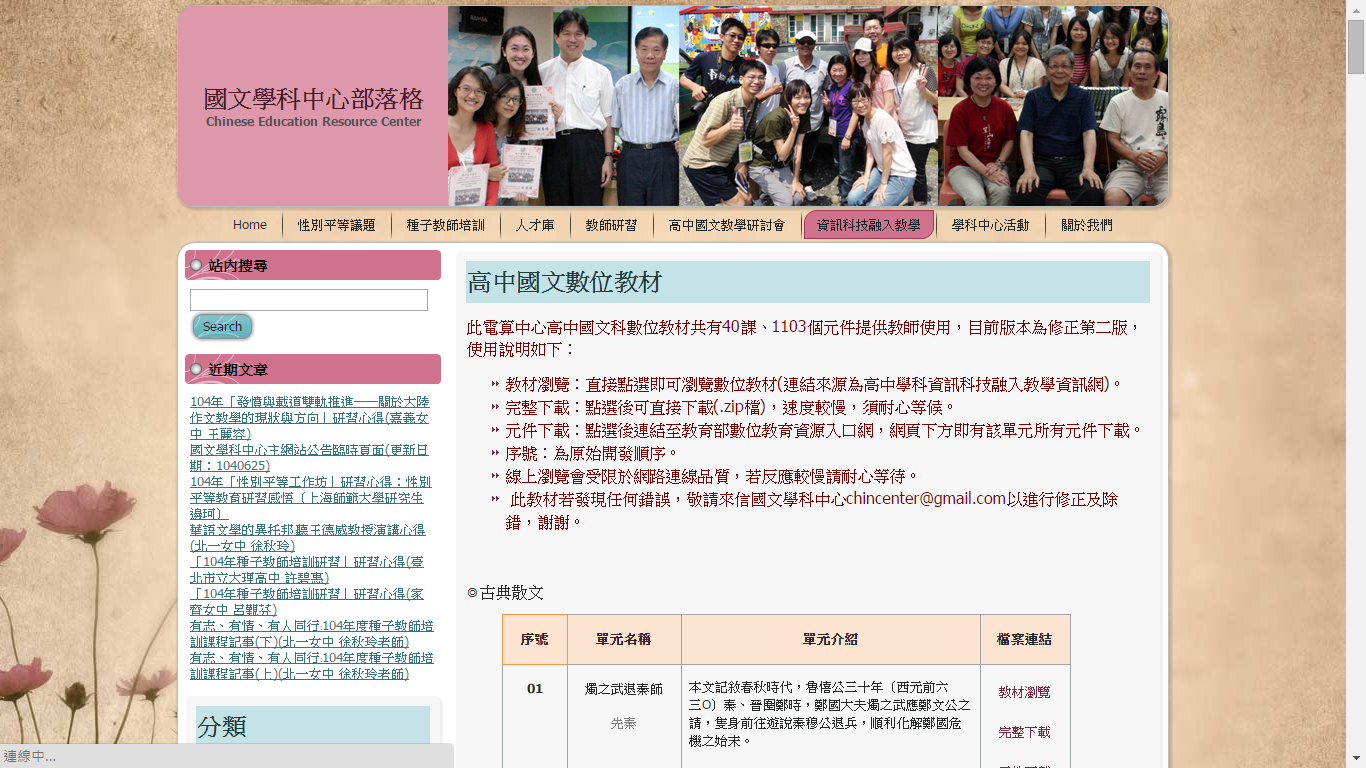 國文學科中心部落格
Chinese Education Resource Center
Home
性別平等議題
種子教師培訓
人才庫
教師研習
高中國文教學研討會
資訊科技融入教學
學科中心活動
關於我們
站內搜尋
Search
近期文章
104年「發憤與載道雙軌推進——關於大陸
作文教學的現狀與方向」研習心得(嘉義女
中 王麗蓉)
國文學科中心主網站公告臨時頁面(更新日
期：1040625)
104年「性別平等工作坊」研習心得：性別
平等教育研習感悟〔上海師範大學研究生
邊珂〕
華語文學的異托邦.聽王德威教授演講心得
(北一女中 徐秋玲)
「104年種子教師培訓研習」研習心得(臺
北市立大理高中 許碧惠)
「104年種子教師培訓研習」研習心得(家
齊女中 呂覲芬)
有志、有情、有人同行.104年度種子教師培
訓課程記事(下)(北一女中 徐秋玲老師)
有志、有情、有人同行.104年度種子教師培
訓課程記事(上)(北一女中 徐秋玲老師)
分類
連線中...
高中國文數位教材
此電算中心高中國文科數位教材共有40課、1103個元件提供教師使用，目前版本為修正第二版，
使用說明如下：
教材瀏覽：直接點選即可瀏覽數位教材(連結來源為高中學科資訊科技融入教學資訊網)。
完整下載：點選後可直接下載(.zip檔)，速度較慢，須耐心等候。
元件下載：點選後連結至教育部數位教育資源入口網，網頁下方即有該單元所有元件下載。
序號：為原始開發順序。
線上瀏覽會受限於網路連線品質，若反應較慢請耐心等待。
此教材若發現任何錯誤，敬請來信國文學科中心chincenter@gmail.com以進行修正及除
錯，謝謝。
◎古典散文
序號 單元名稱 單元介紹 檔案連結
01
燭之武退秦師
先秦
本文記敘春秋時代，魯僖公三十年〔西元前六
三○〕秦、晉圍鄭時，鄭國大夫燭之武應鄭文公之
請，隻身前往遊說秦穆公退兵，順利化解鄭國危
機之始末。
教材瀏覽
完整下載